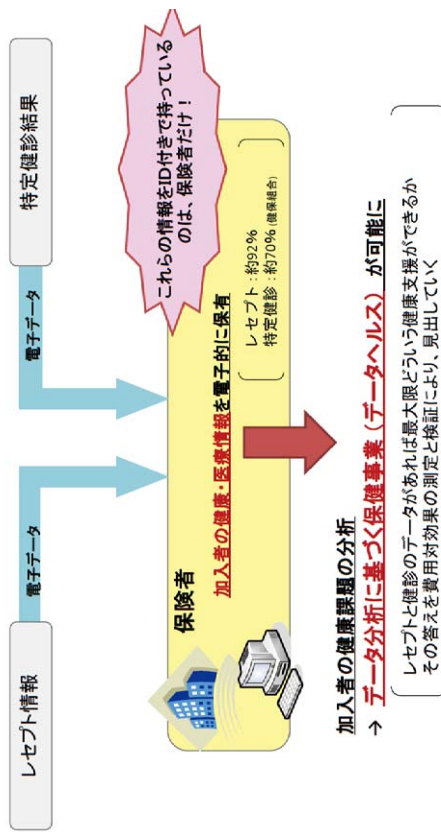 レセプト情報
特定健診結果
電子データ
電子データ
これらの情報をID付きで持っている
のは、保険者だけ！
保険者
加入者の健康・医療情報を電子的に保有
レセプト：約92%
特定健診：約70%(健保組合)
加入者の健康課題の分析
→ データ分析に基づく保健事業(データヘルス) が可能に
レセプトと健診のデータがあれば最大限どういう健康支援ができるか
その答えを費用対効果の測定と検証により、見出していく